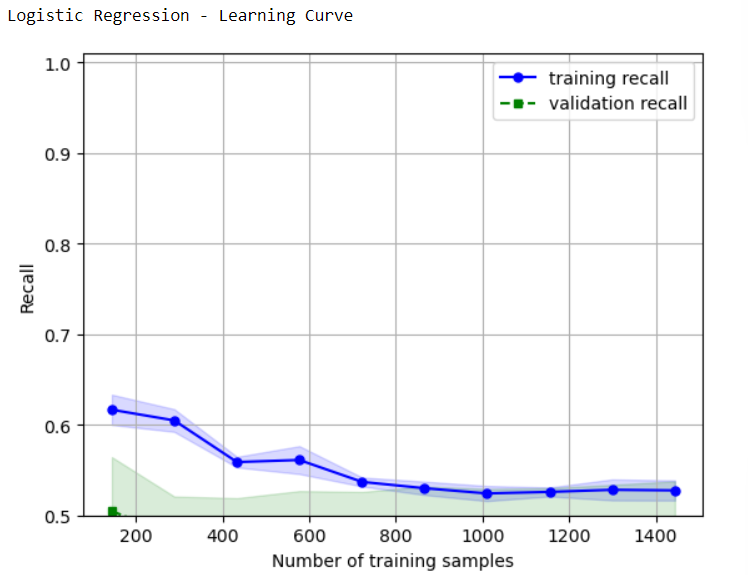 Logistic Regression - Learning Curve
training recall
validation recall
1.0
0.9
0.8
0.7
0.6
0.5
Recall
200 400 600 800 1000 1200 1400
Number of training samples